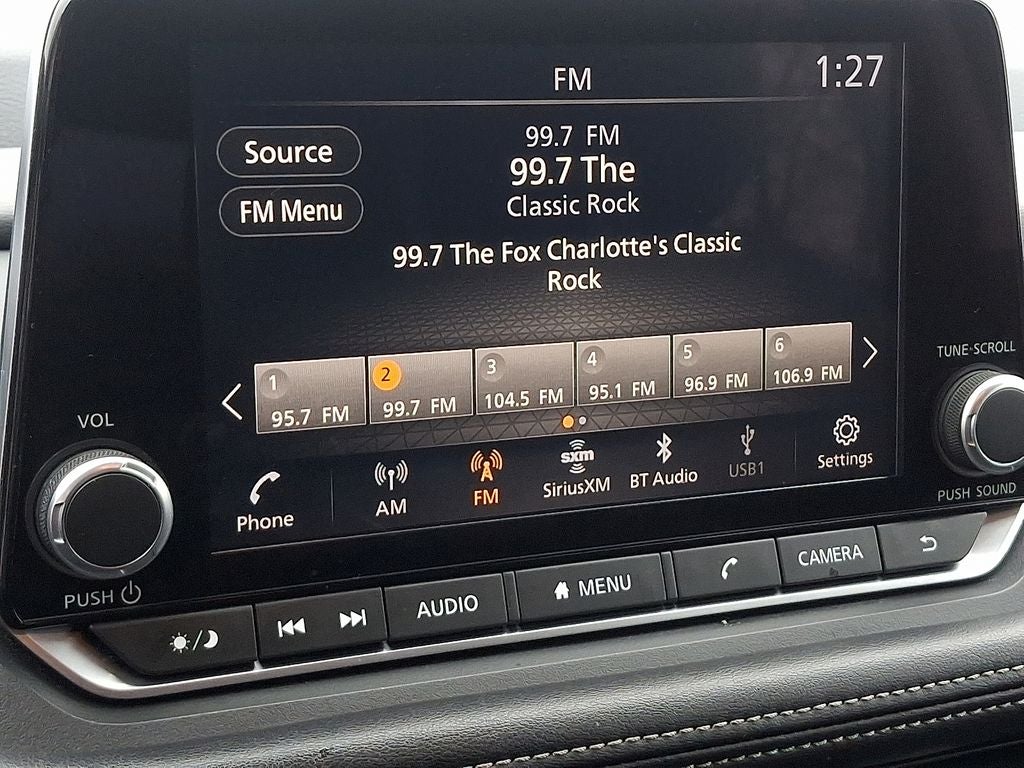 FM
1:27
Source
FM Menu
99.7 FM
99.7 The
Classic Rock
99.7 The Fox Charlotte's Classic
Rock
1
95.7 FM
2
99.7 FM
3
104.5 FM
4
95.1 FM
5
96.9 FM
6
106.9 FM
TUNE·SCROLL
VOL
Phone
AM
FM
sxm
SiriusXM
BT Audio
USB1
Settings
PUSH SOUND
PUSH
AUDIO
MENU
CAMERA